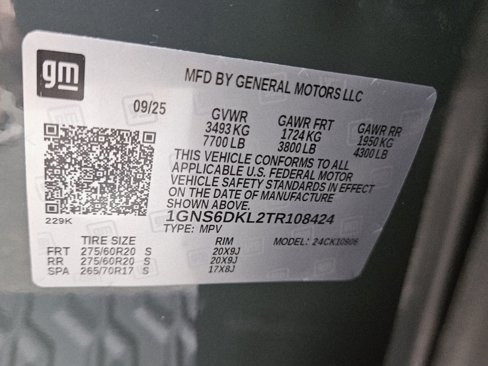 gm
MFD BY GENERAL MOTORS LLC
09/25
GVWR GAWR FRT GAWR RR
3493 KG 1724 KG 1950 KG
7700 LB 3800 LB 4300 LB
THIS VEHICLE CONFORMS TO ALL
APPLICABLE U.S. FEDERAL MOTOR
VEHICLE SAFETY STANDARDS IN EFFECT
ON THE DATE OF MANUFACTURE
SHOWN ABOVE.
229K
1GNS6DKL2TR108424
TYPE: MPV MODEL: 24CK10906
TIRE SIZE RIM
FRT 275/60R20 S 20X9J
RR 275/60R20 S 20X9J
SPA 265/70R17 S 17X8J